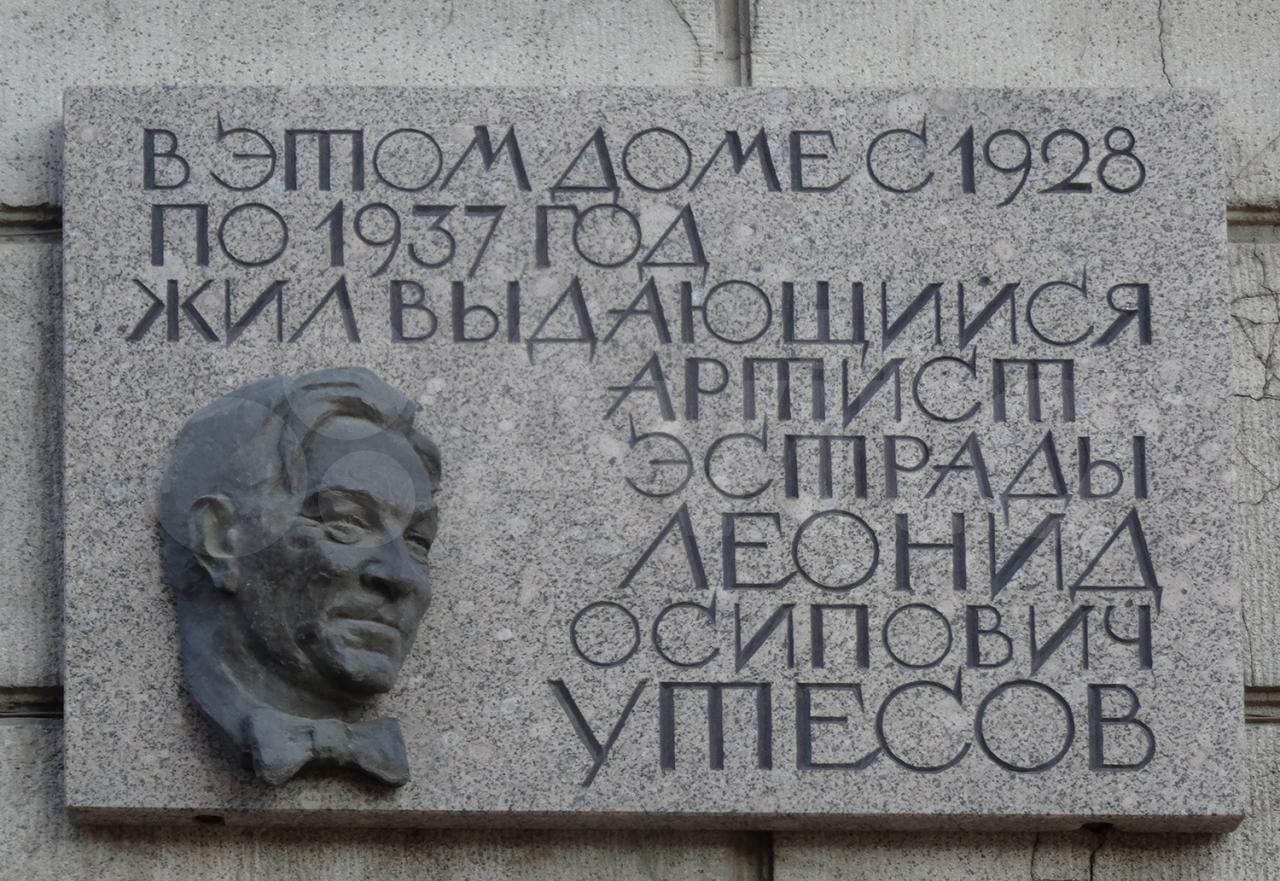 В ЭТОМ ДОМЕ С 1928
ПО 1937 ГОД
ЖИЛ ВЫДАЮЩИЙСЯ
АРТИСТ
ЭСТРАДЫ
ЛЕОНИД
ОСИПОВИЧ
УТЕСОВ